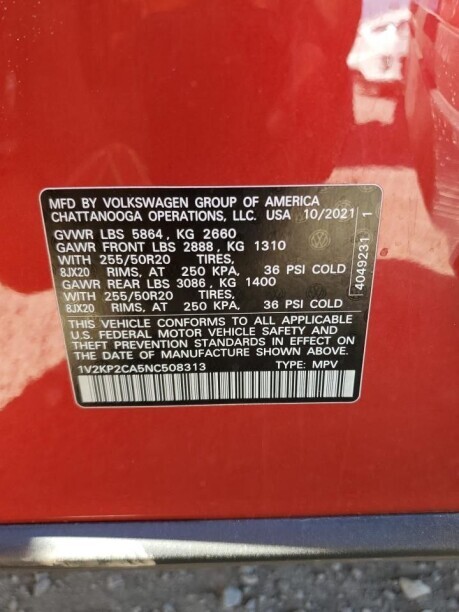 MFD BY VOLKSWAGEN GROUP OF AMERICA
CHATTANOOGA OPERATIONS, LLC. USA 10/2021
GVWR LBS 5864, KG 2660
GAWR FRONT LBS 2888, KG 1310
WITH 255/50R20 TIRES,
8JX20 RIMS, AT 250 KPA, 36 PSI COLD
GAWR REAR LBS 3086, KG 1400
WITH 255/50R20 TIRES,
8JX20 RIMS, AT 250 KPA, 36 PSI COLD
THIS VEHICLE CONFORMS TO ALL APPLICABLE
U.S. FEDERAL MOTOR VEHICLE SAFETY AND
THEFT PREVENTION STANDARDS IN EFFECT
ON THE DATE OF MANUFACTURE SHOWN ABOVE.
1V2KP2CA5NC508313 TYPE: MPV
4049231 1